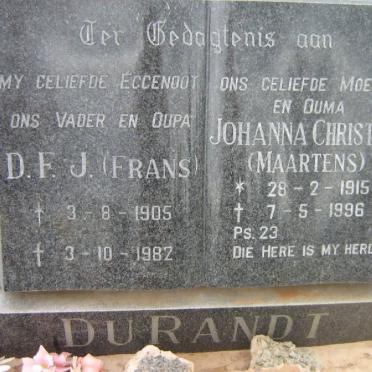 Ter Gedagtenis aan
MY GELIEFDE EGGENOOT
ONS VADER EN OUPA
D.F.J. (FRANS)
† 3-8-1905
† 3-10-1982
ONS GELIEFDE MOE
EN OUMA
JOHANNA CHRIST
(MAARTENS)
* 28-2-1915
† 7-5-1996
PS. 23
DIE HERE IS MY HERD
DURANDT